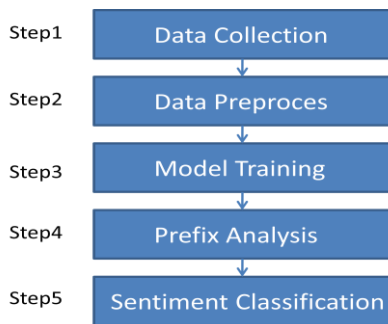 Step1 Data Collection
Step2 Data Preproces
Step3 Model Training
Step4 Prefix Analysis
Step5 Sentiment Classification